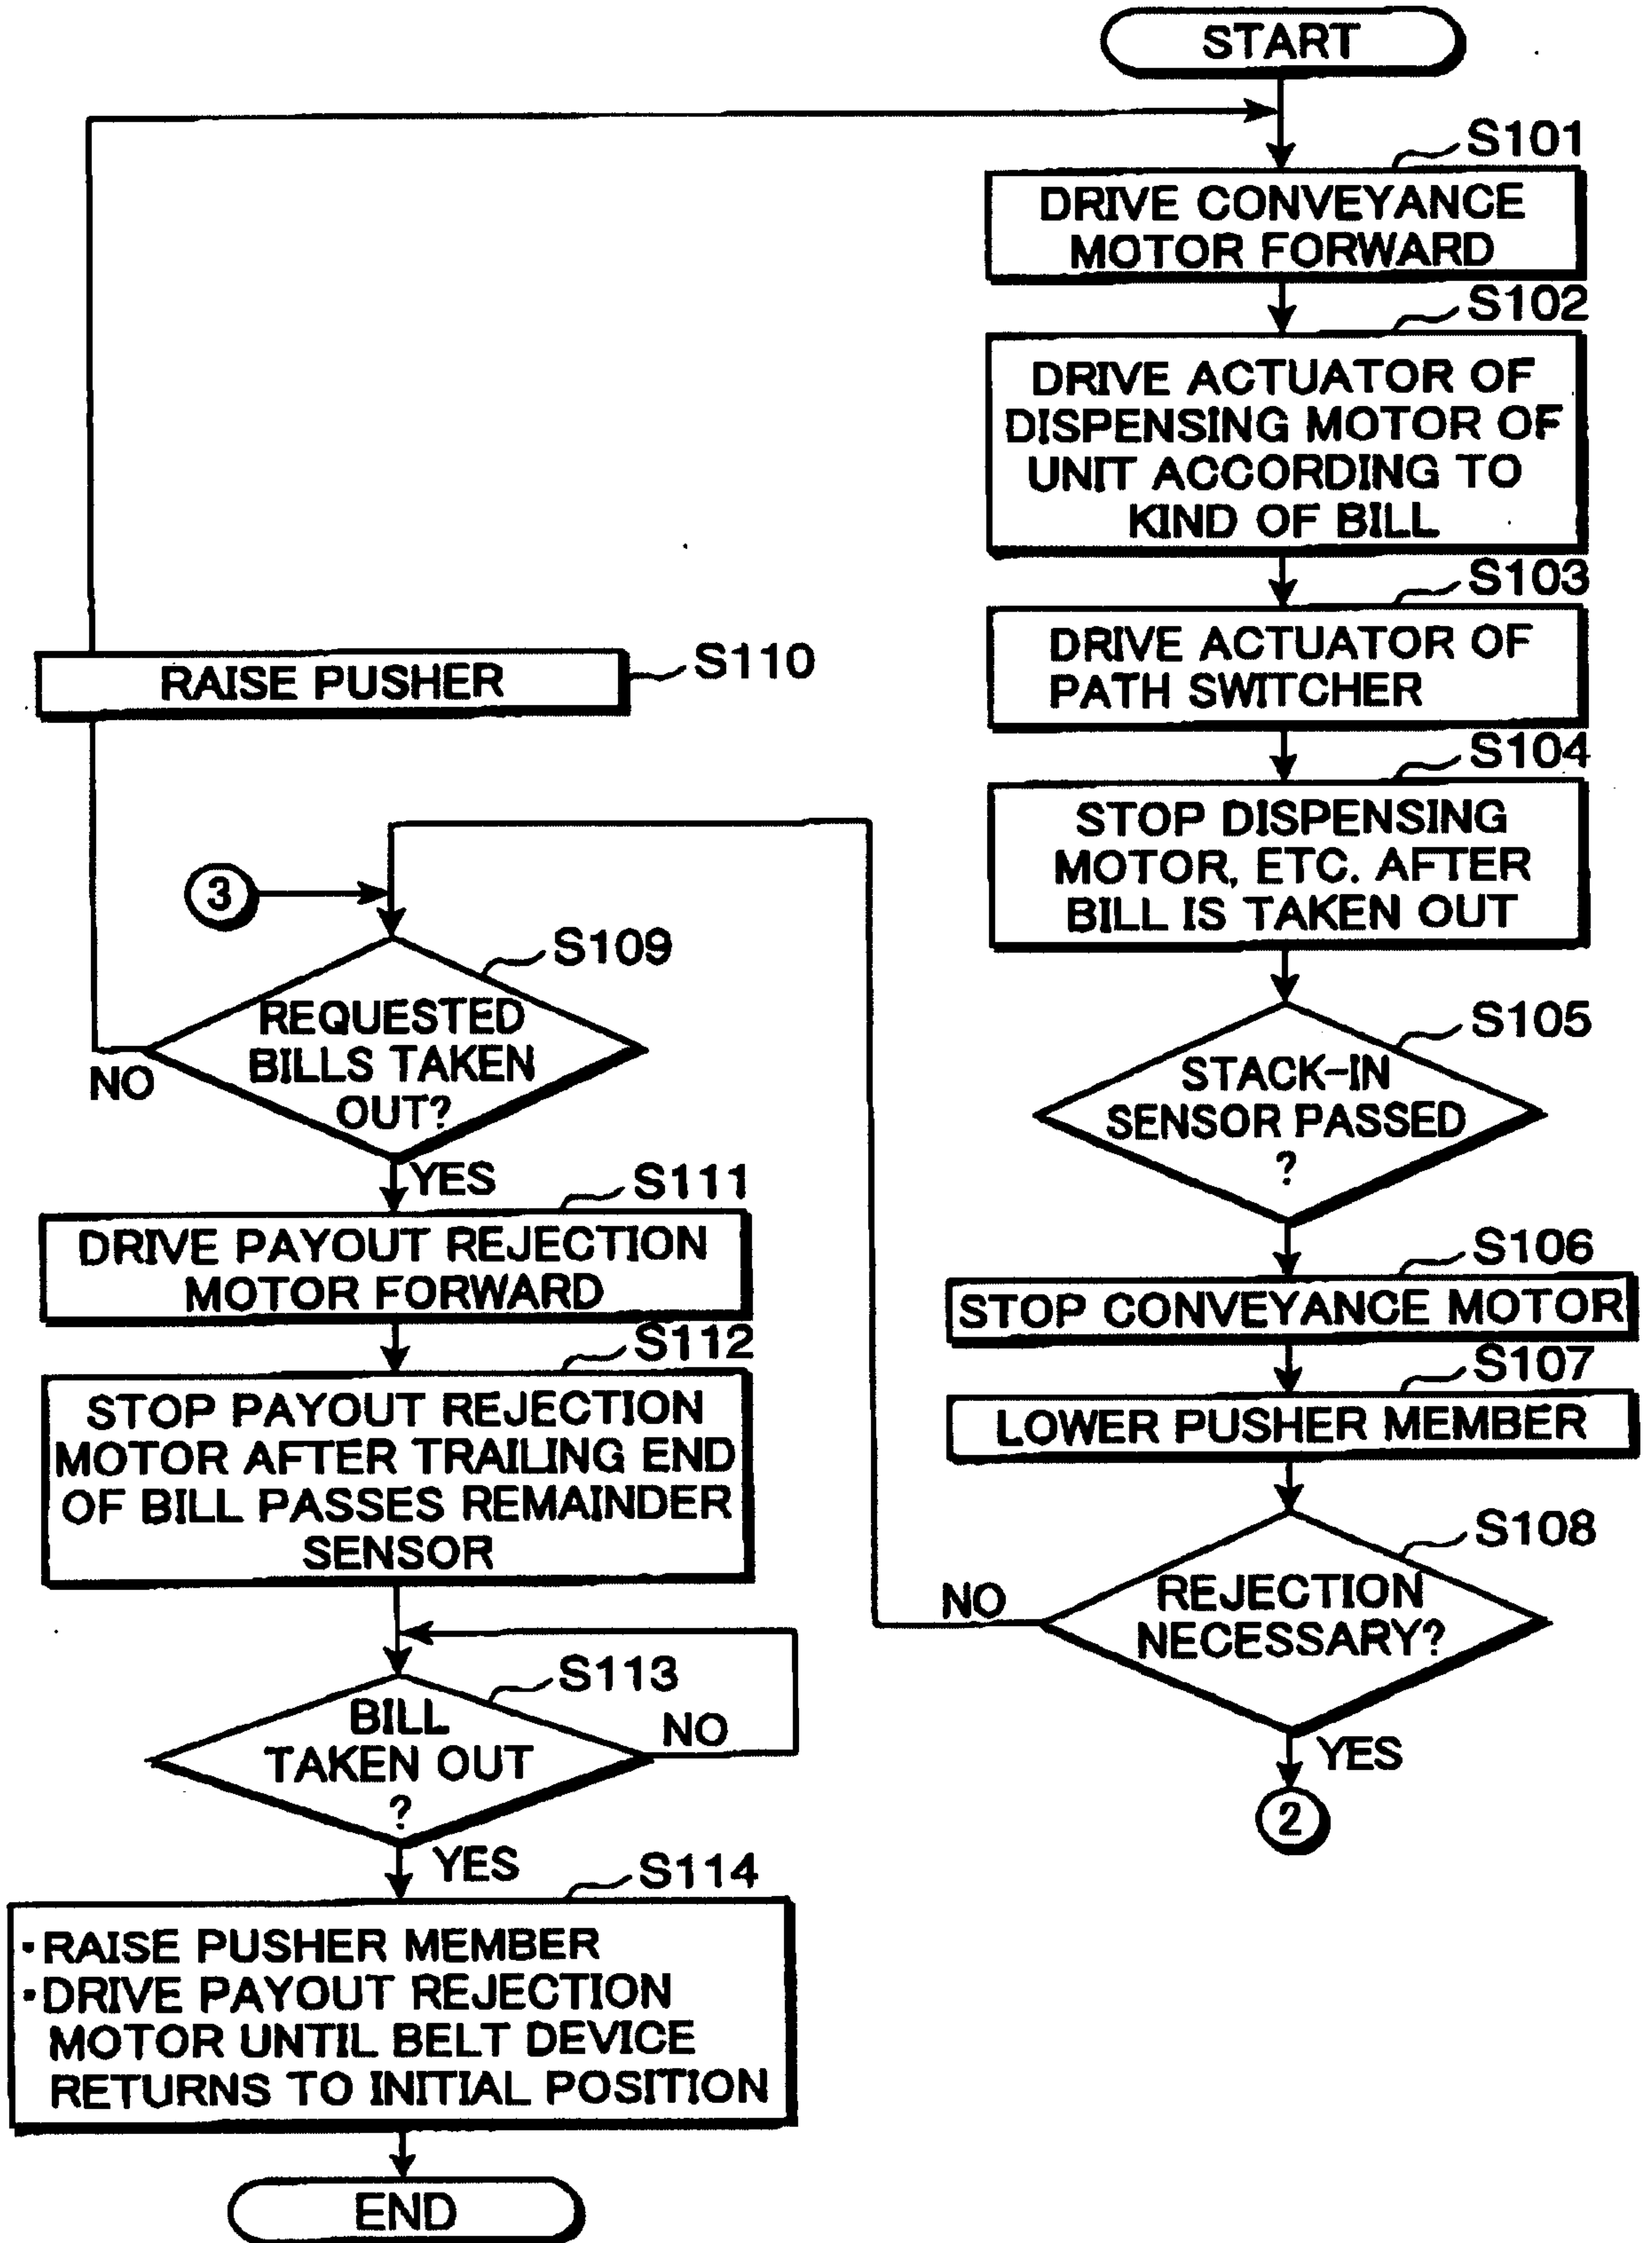 START
S101
DRIVE CONVEYANCE
MOTOR FORWARD
S102
DRIVE ACTUATOR OF
DISPENSING MOTOR OF
UNIT ACCORDING TO
KIND OF BILL
S103
DRIVE ACTUATOR OF
PATH SWITCHER
S104
STOP DISPENSING
MOTOR, ETC. AFTER
BILL IS TAKEN OUT
S105
STACK-IN
SENSOR PASSED
?
S106
STOP CONVEYANCE MOTOR
S107
LOWER PUSHER MEMBER
S108
REJECTION
NECESSARY?
NO
YES
2
S110
RAISE PUSHER
3
S109
REQUESTED
BILLS TAKEN
OUT?
NO
YES
S111
DRIVE PAYOUT REJECTION
MOTOR FORWARD
S112
STOP PAYOUT REJECTION
MOTOR AFTER TRAILING END
OF BILL PASSES REMAINDER
SENSOR
S113
BILL
TAKEN OUT
?
NO
YES
S114
・RAISE PUSHER MEMBER
・DRIVE PAYOUT REJECTION
MOTOR UNTIL BELT DEVICE
RETURNS TO INITIAL POSITION
END